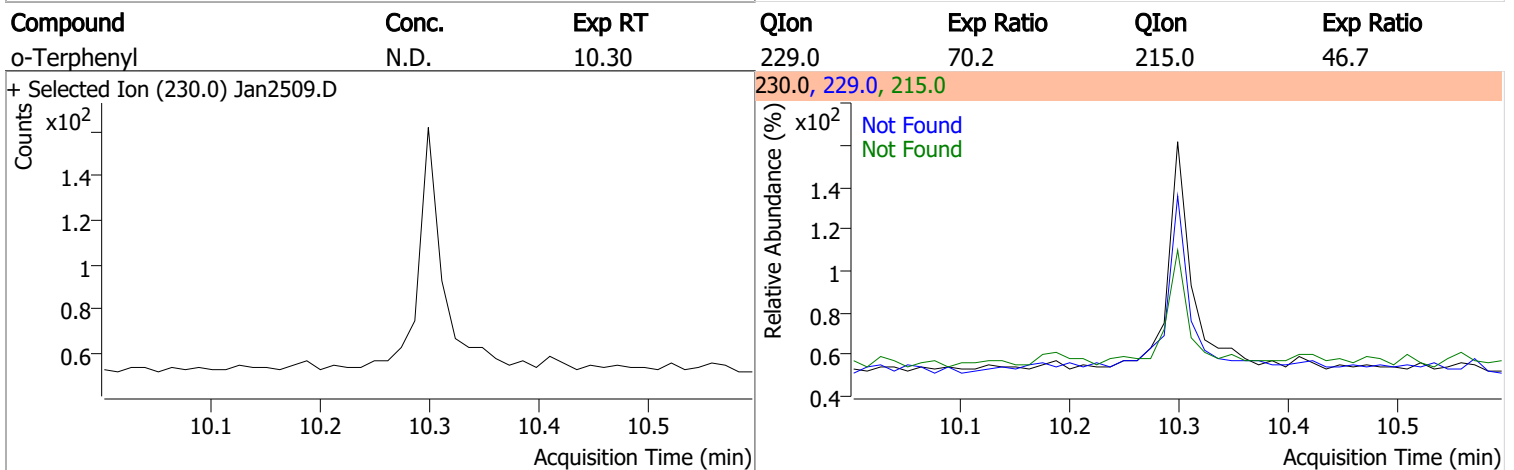 Compound Conc. Exp RT QIon Exp Ratio QIon Exp Ratio
o-Terphenyl N.D. 10.30 229.0 70.2 215.0 46.7
+ Selected Ion (230.0) Jan2509.D
Counts
x10²
1.4
1.2
1
0.8
0.6
10.1 10.2 10.3 10.4 10.5
Acquisition Time (min)
230.0, 229.0, 215.0
Relative Abundance (%)
x10²
Not Found
Not Found
1.4
1.2
1
0.8
0.6
0.4
10.1 10.2 10.3 10.4 10.5
Acquisition Time (min)